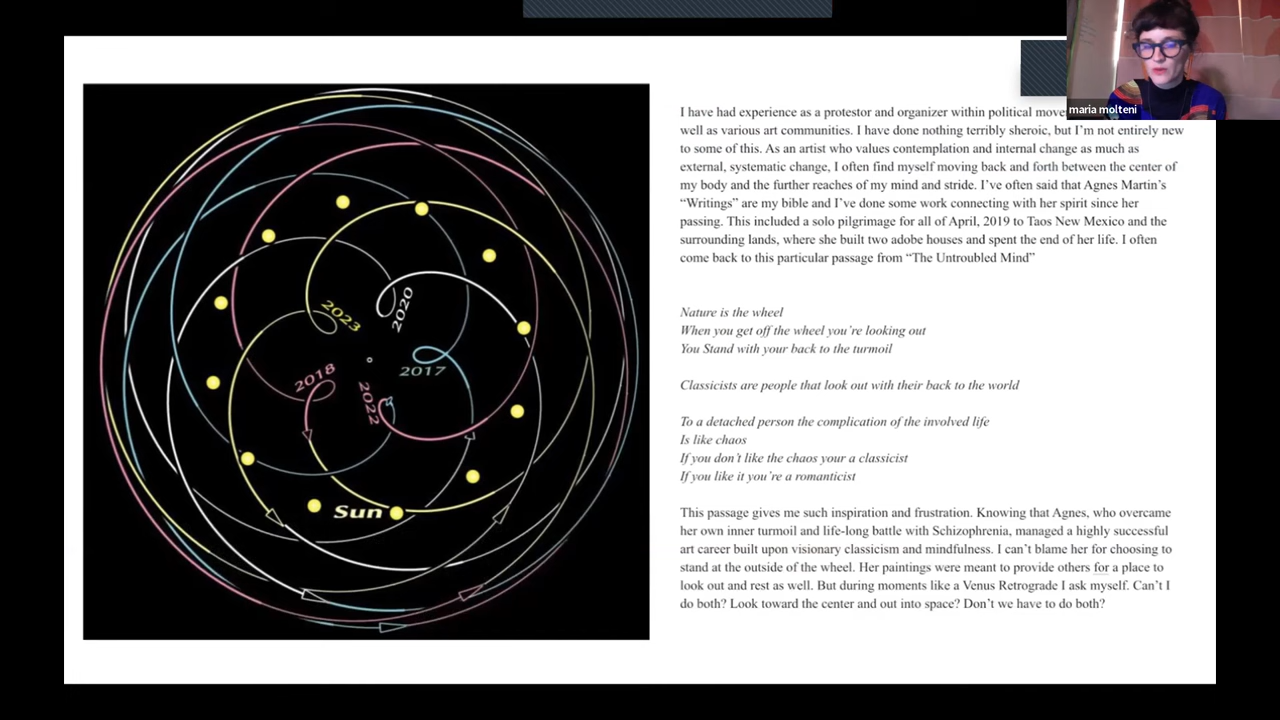 maria molteni
2023
2020
2018
2017
2022
Sun
I have had experience as a protestor and organizer within political move
well as various art communities. I have done nothing terribly sheroic, but I’m not entirely new
to some of this. As an artist who values contemplation and internal change as much as
external, systematic change, I often find myself moving back and forth between the center of
my body and the further reaches of my mind and stride. I’ve often said that Agnes Martin’s
“Writings” are my bible and I’ve done some work connecting with her spirit since her
passing. This included a solo pilgrimage for all of April, 2019 to Taos New Mexico and the
surrounding lands, where she built two adobe houses and spent the end of her life. I often
come back to this particular passage from “The Untroubled Mind”
Nature is the wheel
When you get off the wheel you’re looking out
You Stand with your back to the turmoil
Classicists are people that look out with their back to the world
To a detached person the complication of the involved life
Is like chaos
If you don’t like the chaos your a classicist
If you like it you’re a romanticist
This passage gives me such inspiration and frustration. Knowing that Agnes, who overcame
her own inner turmoil and life-long battle with Schizophrenia, managed a highly successful
art career built upon visionary classicism and mindfulness. I can’t blame her for choosing to
stand at the outside of the wheel. Her paintings were meant to provide others for a place to
look out and rest as well. But during moments like a Venus Retrograde I ask myself. Can’t I
do both? Look toward the center and out into space? Don’t we have to do both?